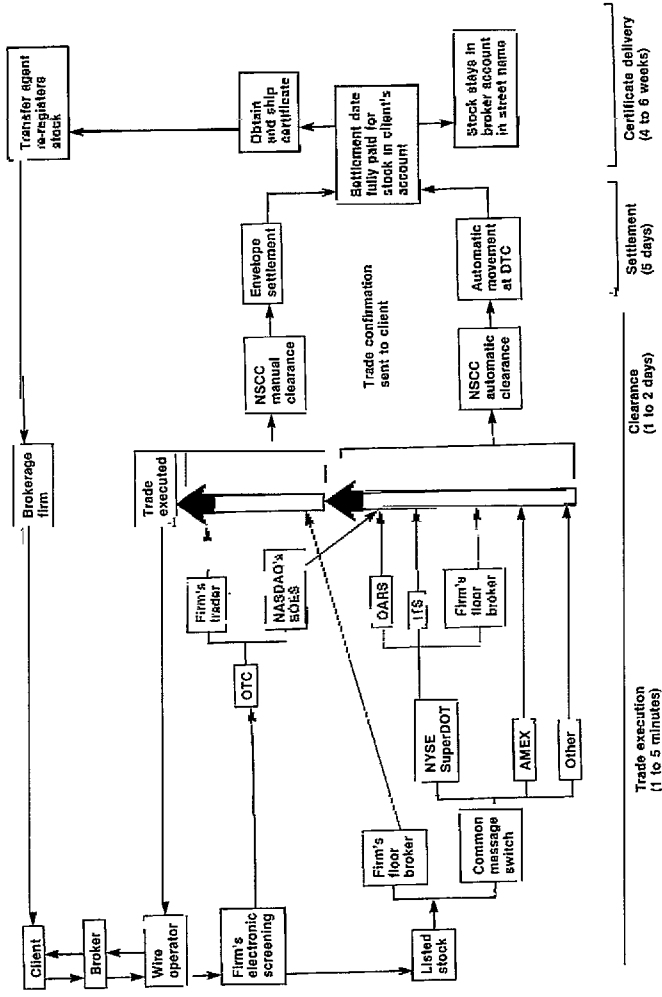 Client
Broker
Wire
operator
Firm's
electronic
screening
Listed
stock
Firm's
floor
broker
Common
message
switch
OTC
NYSE
SuperDOT
AMEX
Other
Firm's
trader
NASDAQ's
SOES
OARS
Firm's
floor
broker
Brokerage
firm
Trade
executed
NSCC
manual
clearance
Envelope
settlement
Trade confirmation
sent to client
NSCC
automatic
clearance
Automatic
movement
at DTC
Transfer agent
re-registers
stock
Obtain
and ship
certificate
Settlement date
fully paid for
stock in client's
account
Stock stays in
broker account
in street name
Trade execution
(1 to 5 minutes)
Clearance
(1 to 2 days)
Settlement
(5 days)
Certificate delivery
(4 to 6 weeks)